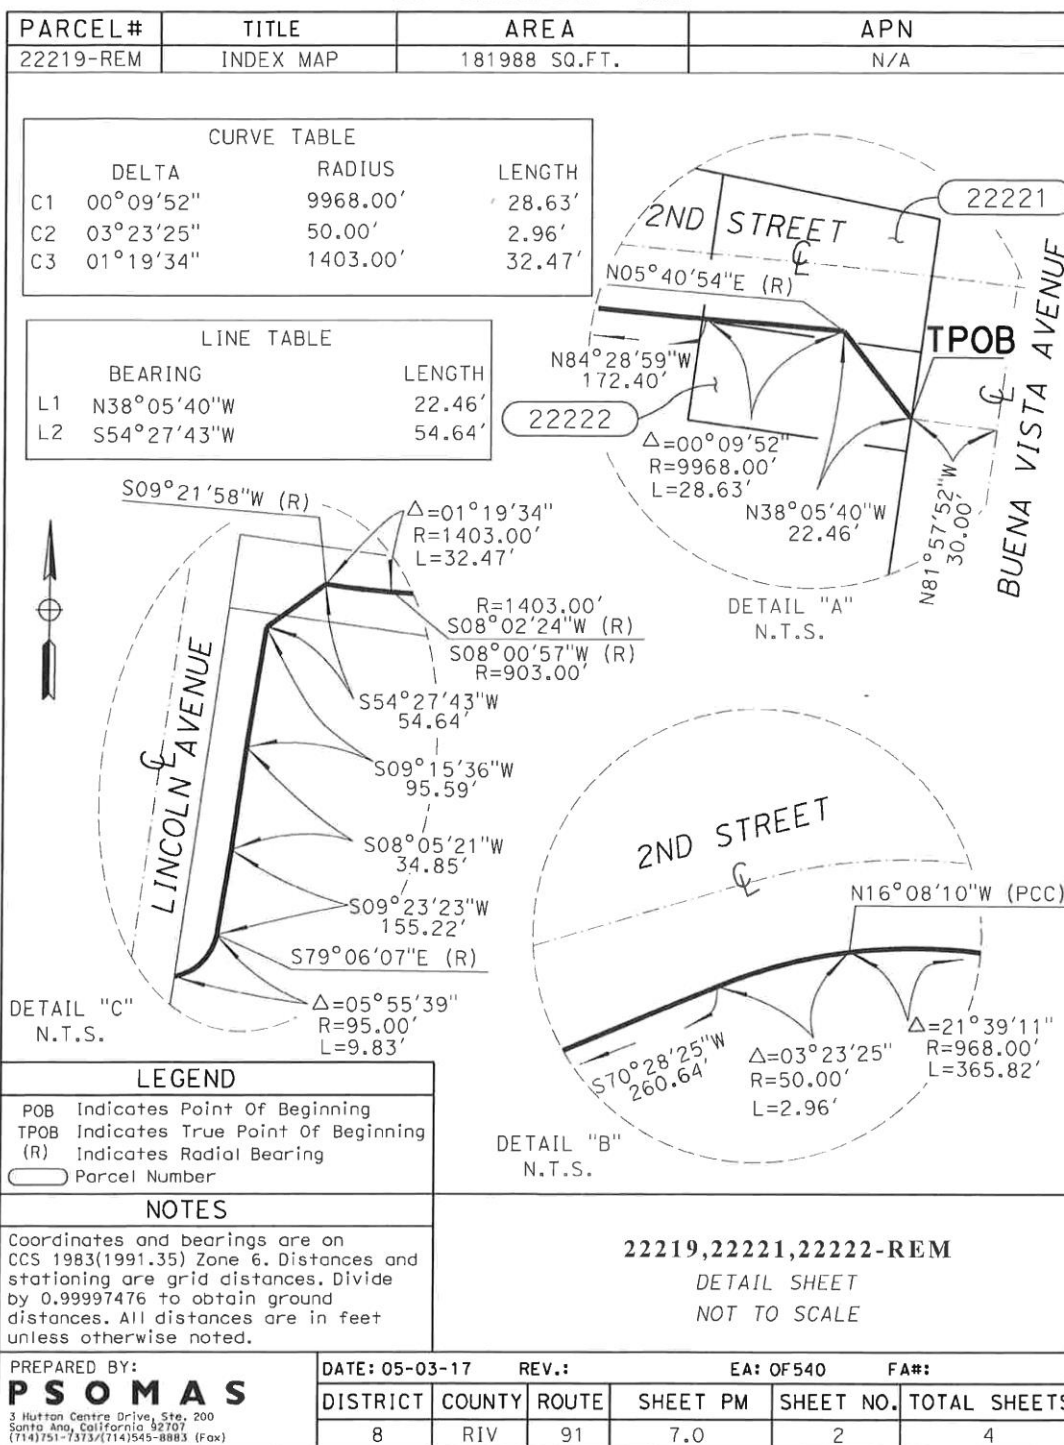 PARCEL# TITLE AREA APN
22219-REM INDEX MAP 181988 SQ.FT. N/A
CURVE TABLE
DELTA RADIUS LENGTH
C1 00°09'52" 9968.00' 28.63'
C2 03°23'25" 50.00' 2.96'
C3 01°19'34" 1403.00' 32.47'
LINE TABLE
BEARING LENGTH
L1 N38°05'40"W 22.46'
L2 S54°27'43"W 54.64'
22221
2ND STREET
℄
N05°40'54"E (R)
TPOB
N84°28'59"W
172.40'
22222
Δ=00°09'52"
R=9968.00'
L=28.63'
N38°05'40"W
22.46'
N81°57'52"W
30.00'
℄
BUENA VISTA AVENUE
DETAIL "A"
N.T.S.
S09°21'58"W (R)
Δ=01°19'34"
R=1403.00'
L=32.47'
R=1403.00'
S08°02'24"W (R)
S08°00'57"W (R)
R=903.00'
S54°27'43"W
54.64'
S09°15'36"W
95.59'
S08°05'21"W
34.85'
S09°23'23"W
155.22'
S79°06'07"E (R)
Δ=05°55'39"
R=95.00'
L=9.83'
LINCOLN AVENUE
℄
DETAIL "C"
N.T.S.
2ND STREET
℄
N16°08'10"W (PCC)
S70°28'25"W
260.64'
Δ=03°23'25"
R=50.00'
L=2.96'
Δ=21°39'11"
R=968.00'
L=365.82'
DETAIL "B"
N.T.S.
LEGEND
POB Indicates Point Of Beginning
TPOB Indicates True Point Of Beginning
(R) Indicates Radial Bearing
Parcel Number
NOTES
Coordinates and bearings are on
CCS 1983(1991.35) Zone 6. Distances and
stationing are grid distances. Divide
by 0.99997476 to obtain ground
distances. All distances are in feet
unless otherwise noted.
22219,22221,22222-REM
DETAIL SHEET
NOT TO SCALE
PREPARED BY:
PSOMAS
3 Hutton Centre Drive, Ste. 200
Santa Ana, California 92707
(714)751-7373/(714)545-8883 (Fax)
DATE: 05-03-17 REV.: EA: OF540 FA#:
DISTRICT COUNTY ROUTE SHEET PM SHEET NO. TOTAL SHEETS
8 RIV 91 7.0 2 4